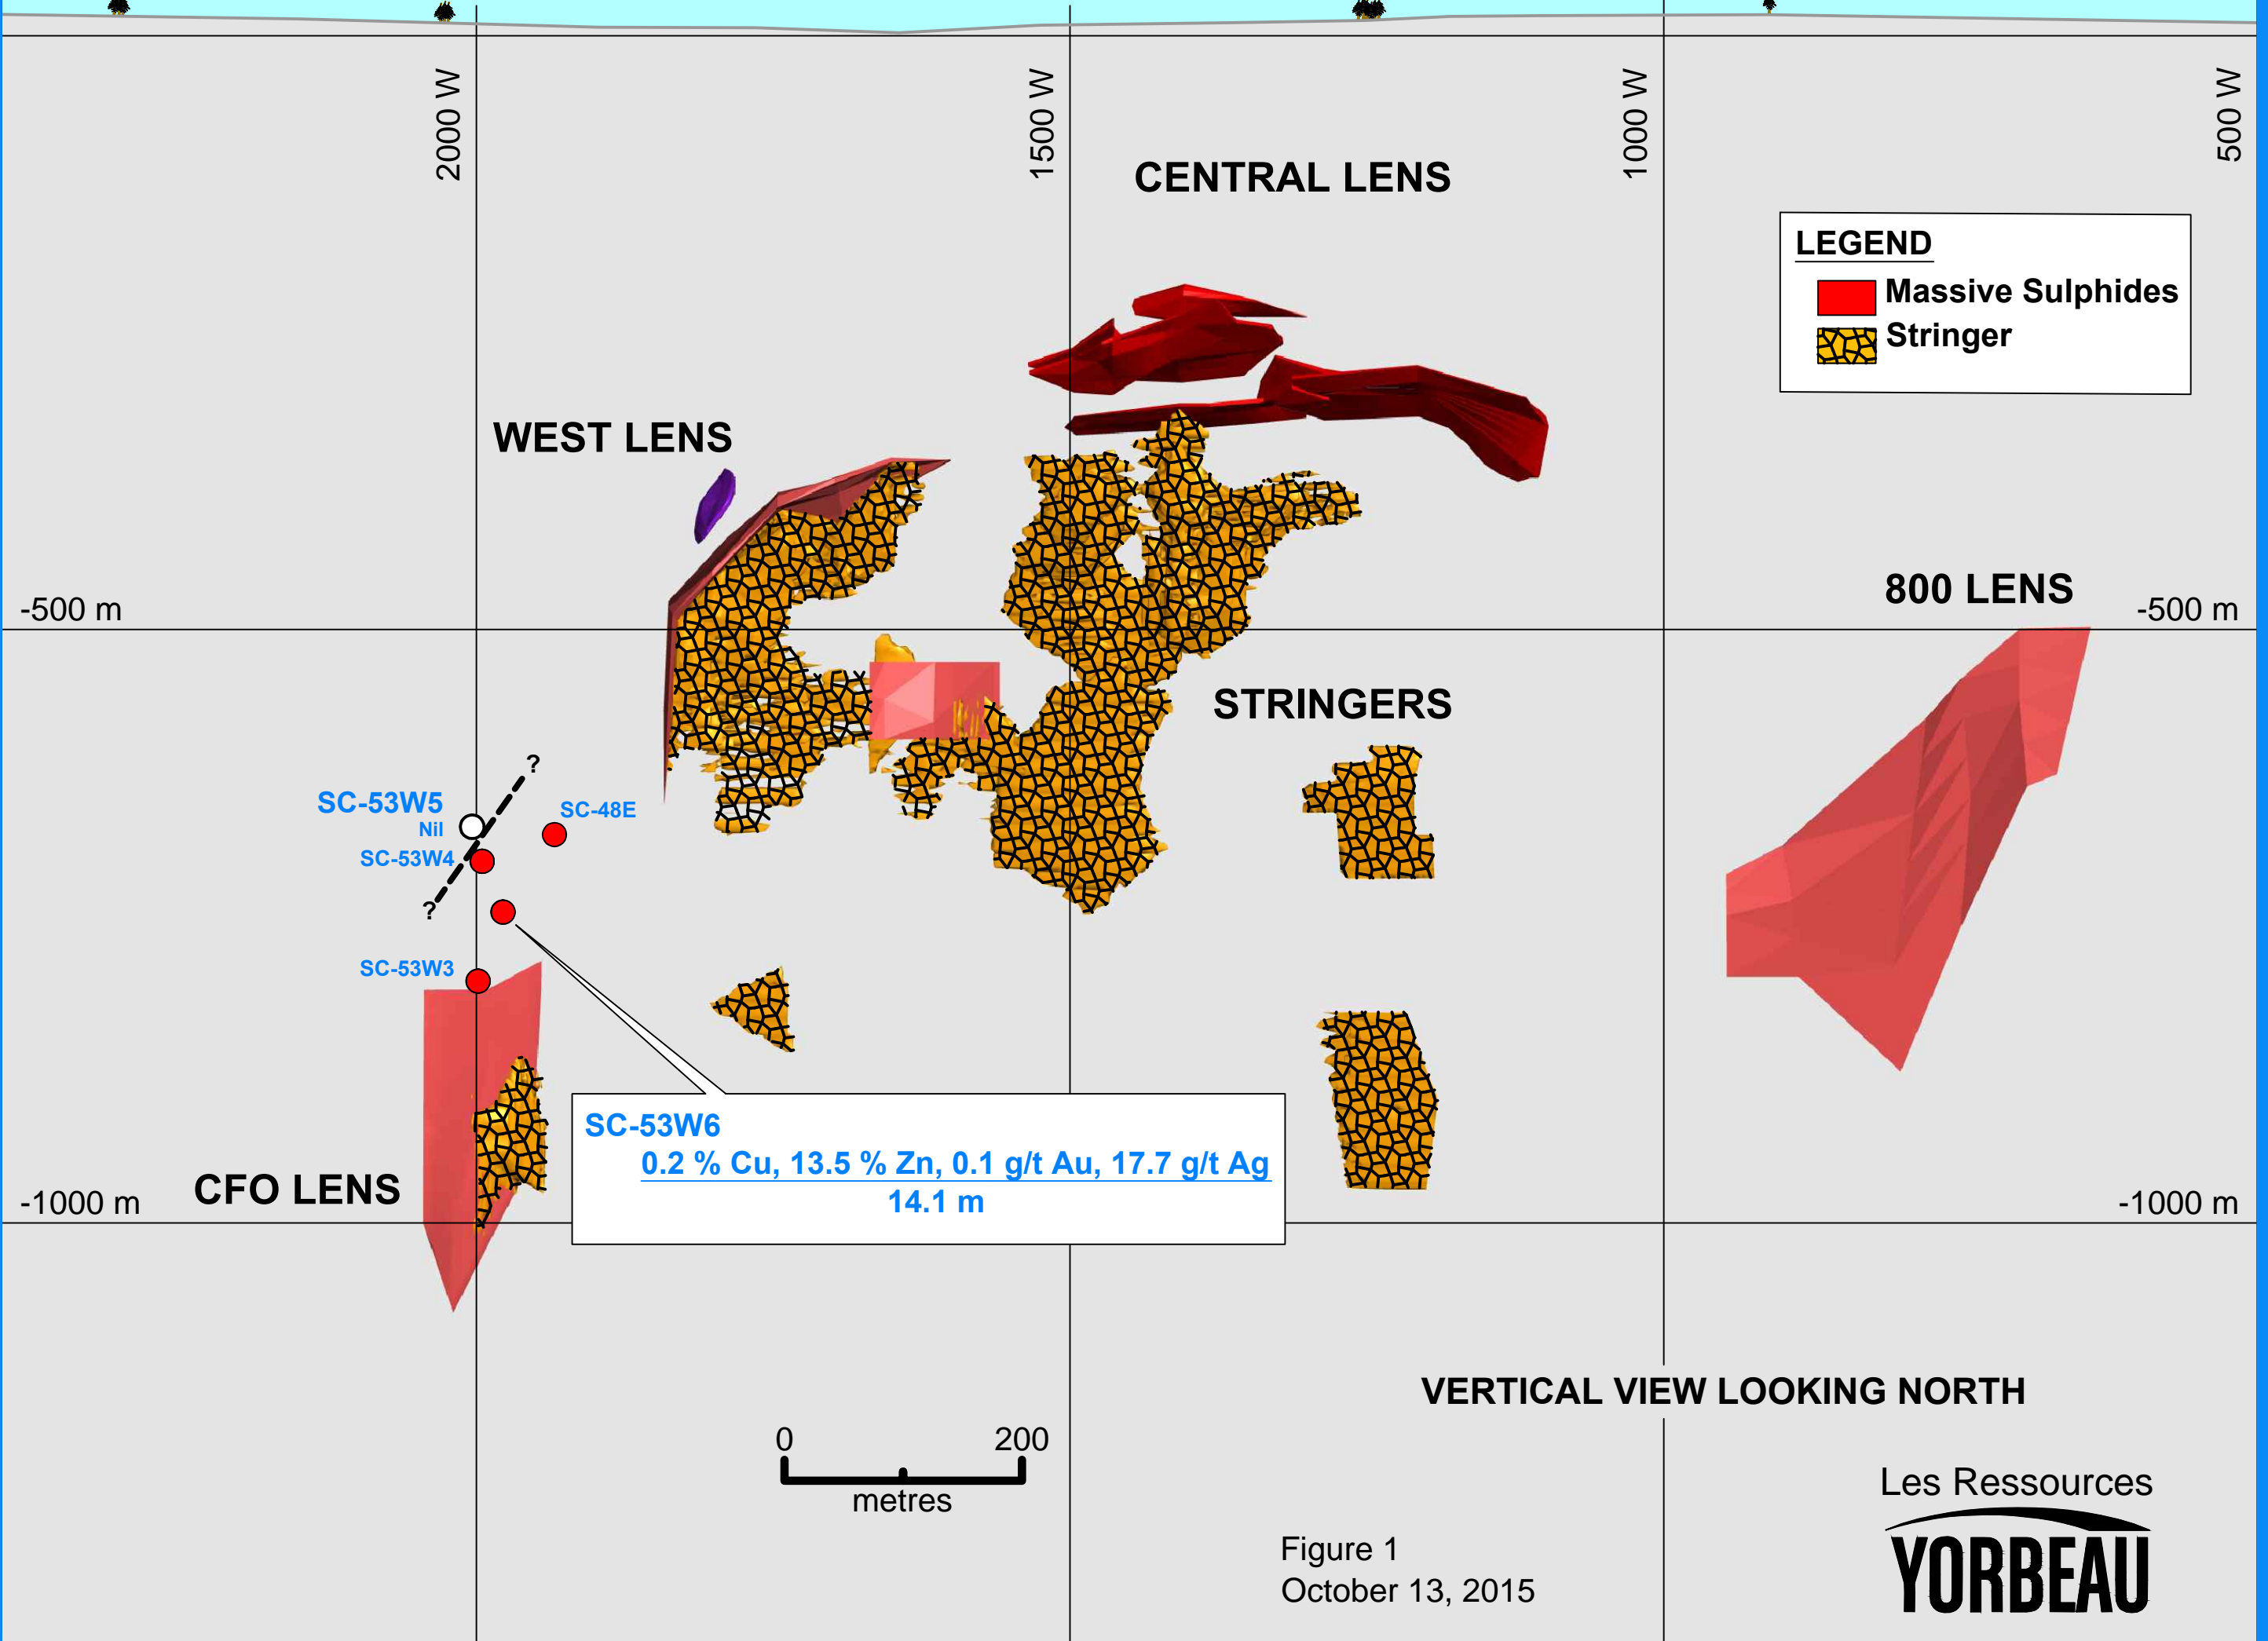 2000 W
1500 W
1000 W
500 W
CENTRAL LENS
LEGEND
Massive Sulphides
Stringer
WEST LENS
800 LENS
-500 m
-500 m
STRINGERS
?
SC-53W5
Nil
SC-48E
SC-53W4
?
SC-53W3
SC-53W6
0.2 % Cu, 13.5 % Zn, 0.1 g/t Au, 17.7 g/t Ag
14.1 m
CFO LENS
-1000 m
-1000 m
VERTICAL VIEW LOOKING NORTH
0 200
metres
Les Ressources
YORBEAU
Figure 1
October 13, 2015